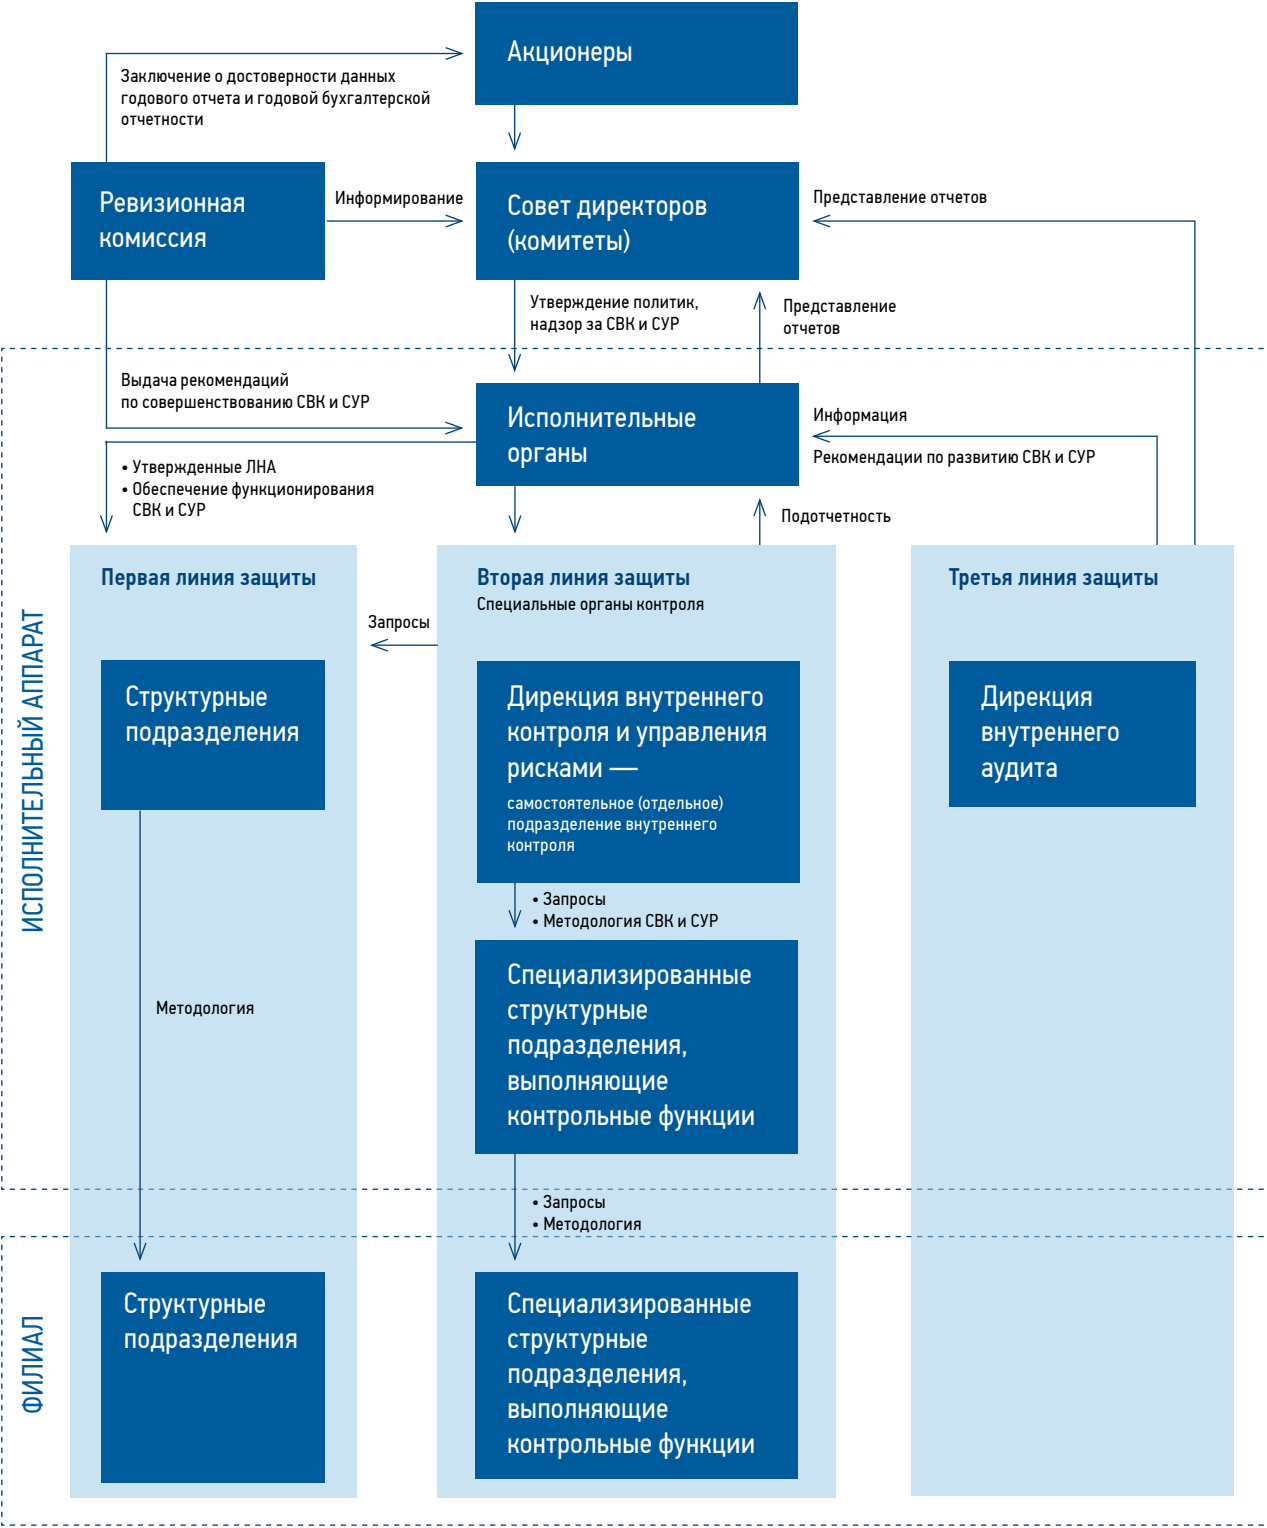 Акционеры
Заключение о достоверности данных
годового отчета и годовой бухгалтерской
отчетности
Ревизионная
комиссия
Информирование
Совет директоров
(комитеты)
Представление отчетов
Утверждение политик,
надзор за СВК и СУР
Представление
отчетов
Выдача рекомендаций
по совершенствованию СВК и СУР
Исполнительные
органы
Информация
Рекомендации по развитию СВК и СУР
• Утвержденные ЛНА
• Обеспечение функционирования
СВК и СУР
Подотчетность
ИСПОЛНИТЕЛЬНЫЙ АППАРАТ
Первая линия защиты
Вторая линия защиты
Специальные органы контроля
Третья линия защиты
Запросы
Структурные
подразделения
Дирекция внутреннего
контроля и управления
рисками —
самостоятельное (отдельное)
подразделение внутреннего
контроля
Дирекция
внутреннего
аудита
• Запросы
• Методология СВК и СУР
Специализированные
структурные
подразделения,
выполняющие
контрольные функции
Методология
• Запросы
• Методология
ФИЛИАЛ
Структурные
подразделения
Специализированные
структурные
подразделения,
выполняющие
контрольные функции